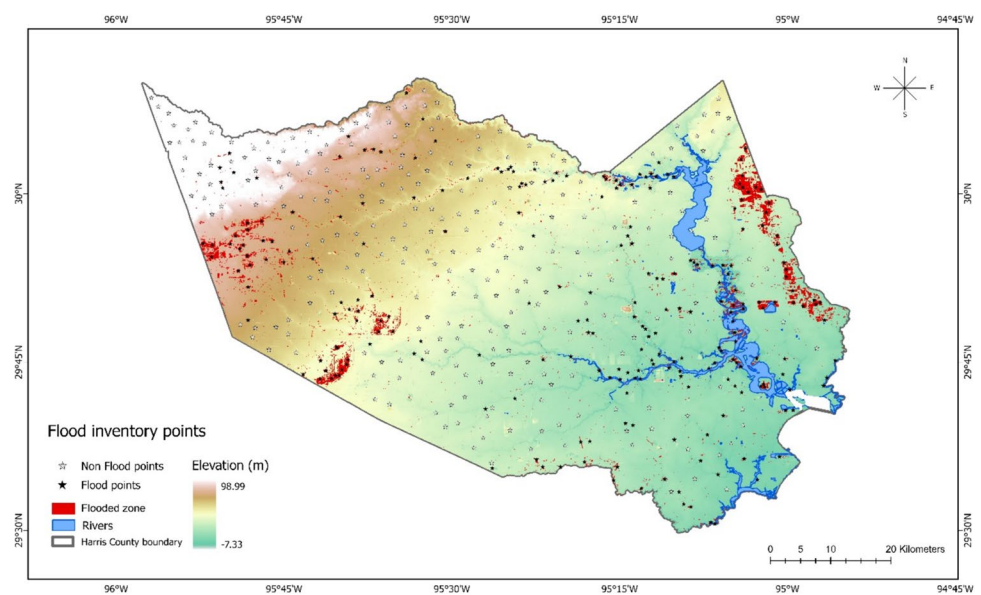 96°W 95°45'W 95°30'W 95°15'W 95°W 94°45'W
N
W E
S
30°N 30°N
29°45'N 29°45'N
Flood inventory points
Non Flood points Elevation (m)
Flood points 98.99
Flooded zone
Rivers
Harris County boundary -7.33
29°30'N 29°30'N
0 5 10 20 Kilometers
96°W 95°45'W 95°30'W 95°15'W 95°W 94°45'W